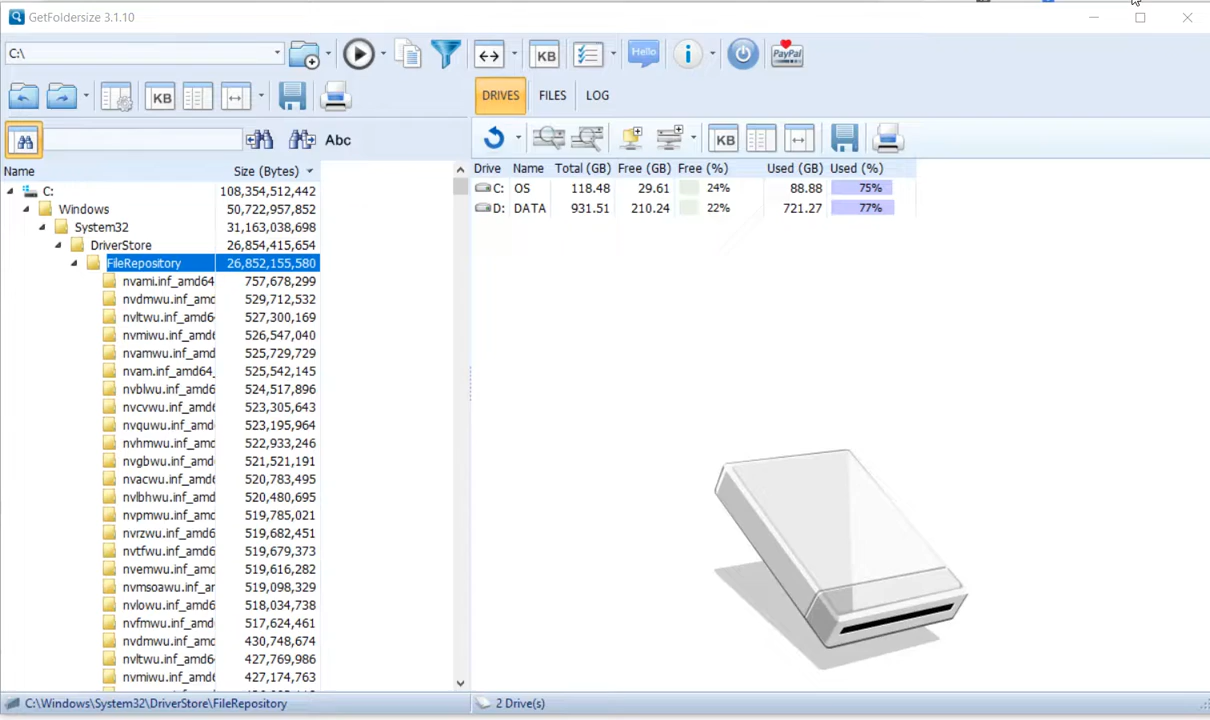 GetFoldersize 3.1.10
C:\
KB
Hello
PayPal
KB
DRIVES FILES LOG
Abc
KB
Name Size (Bytes)
C: 108,354,512,442
Windows 50,722,957,852
System32 31,163,038,698
DriverStore 26,854,415,654
FileRepository 26,852,155,580
nvami.inf_amd64 757,678,299
nvdmwu.inf_amd 529,712,532
nvltwu.inf_amd6 527,300,169
nvmiwu.inf_amd6 526,547,040
nvamwu.inf_amd 525,729,729
nvam.inf_amd64_ 525,542,145
nvblwu.inf_amd6 524,517,896
nvcvwu.inf_amd6 523,305,643
nvquwu.inf_amd6 523,195,964
nvhmwu.inf_amd 522,933,246
nvgbwu.inf_amd 521,521,191
nvacwu.inf_amd6 520,783,495
nvlbhwu.inf_amd 520,480,695
nvpmwu.inf_amd 519,785,021
nvrzwu.inf_amd6 519,682,451
nvtfwu.inf_amd6 519,679,373
nvemwu.inf_amd 519,616,282
nvmsoawu.inf_ar 519,098,329
nvlowu.inf_amd6 518,034,738
nvfmwu.inf_amd 517,624,461
nvdmwu.inf_amd 430,748,674
nvltwu.inf_amd6 427,769,986
nvmiwu.inf_amd6 427,174,763
Drive Name Total (GB) Free (GB) Free (%) Used (GB) Used (%)
C: OS 118.48 29.61 24% 88.88 75%
D: DATA 931.51 210.24 22% 721.27 77%
C:\Windows\System32\DriverStore\FileRepository
2 Drive(s)